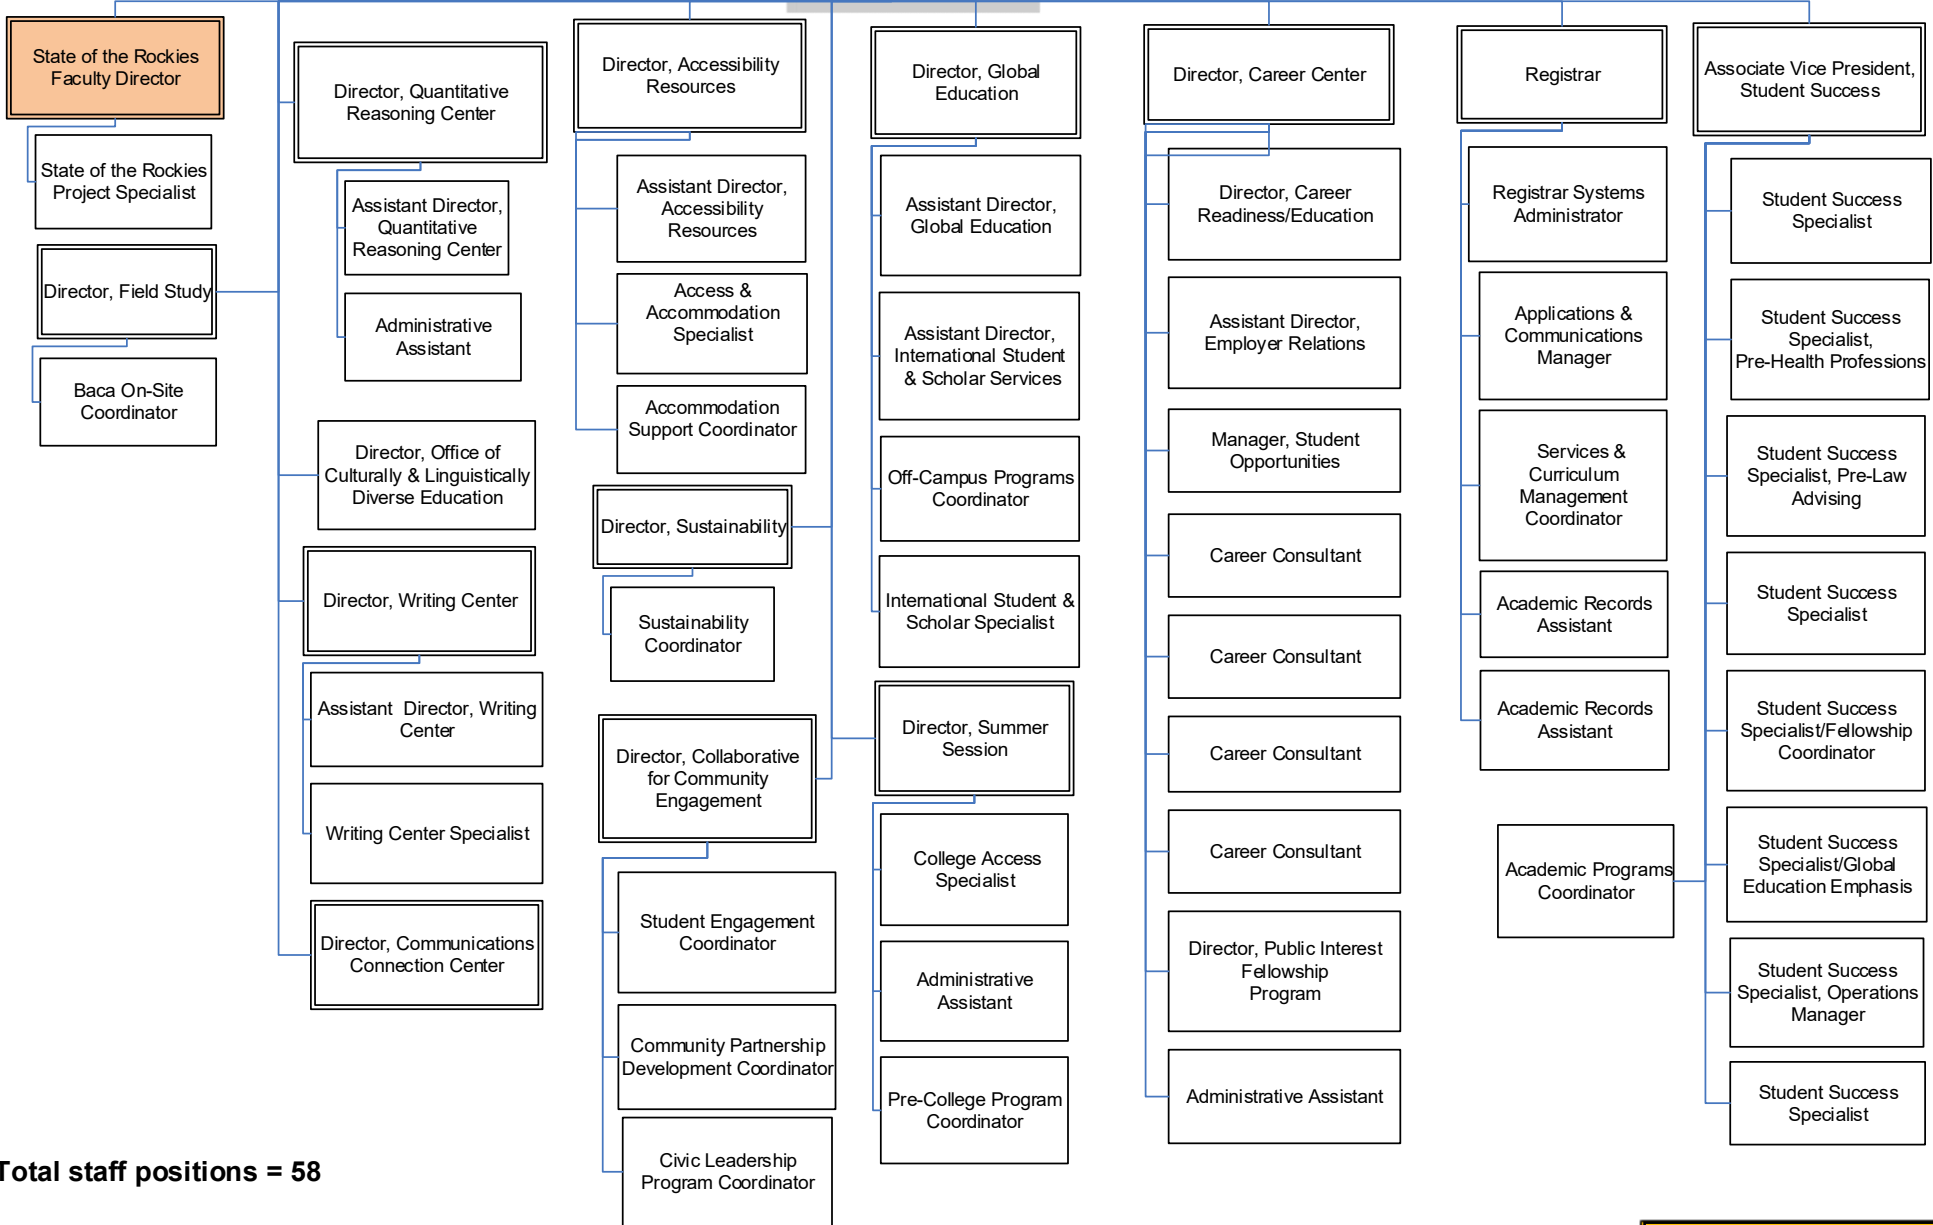 State of the Rockies
Faculty Director
State of the Rockies
Project Specialist
Director, Field Study
Baca On-Site
Coordinator
Director, Quantitative
Reasoning Center
Assistant Director,
Quantitative
Reasoning Center
Administrative
Assistant
Director, Office of
Culturally & Linguistically
Diverse Education
Director, Writing Center
Assistant  Director, Writing
Center
Writing Center Specialist
Director, Communications
Connection Center
Director, Accessibility
Resources
Assistant Director,
Accessibility
Resources
Access &
Accommodation
Specialist
Accommodation
Support Coordinator
Director, Sustainability
Sustainability
Coordinator
Director, Collaborative
for Community
Engagement
Student Engagement
Coordinator
Community Partnership
Development Coordinator
Civic Leadership
Program Coordinator
Director, Global
Education
Assistant Director,
Global Education
Assistant Director,
International Student
& Scholar Services
Off-Campus Programs
Coordinator
International Student &
Scholar Specialist
Director, Summer
Session
College Access
Specialist
Administrative
Assistant
Pre-College Program
Coordinator
Director, Career Center
Director, Career
Readiness/Education
Assistant Director,
Employer Relations
Manager, Student
Opportunities
Career Consultant
Career Consultant
Career Consultant
Career Consultant
Director, Public Interest
Fellowship
Program
Administrative Assistant
Registrar
Registrar Systems
Administrator
Applications &
Communications
Manager
Services &
Curriculum
Management
Coordinator
Academic Records
Assistant
Academic Records
Assistant
Academic Programs
Coordinator
Associate Vice President,
Student Success
Student Success
Specialist
Student Success
Specialist,
Pre-Health Professions
Student Success
Specialist, Pre-Law
Advising
Student Success
Specialist
Student Success
Specialist/Fellowship
Coordinator
Student Success
Specialist/Global
Education Emphasis
Student Success
Specialist, Operations
Manager
Student Success
Specialist
Total staff positions = 58